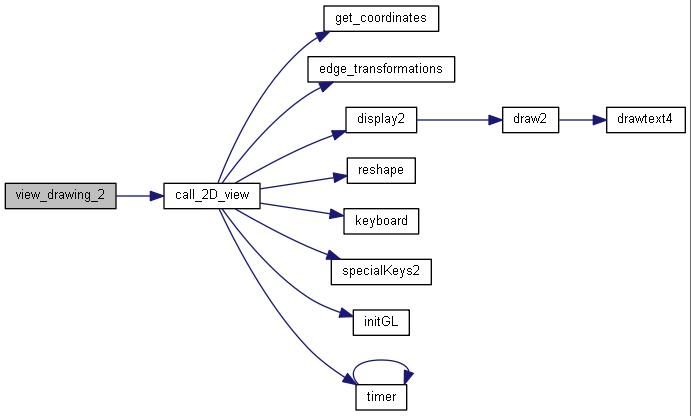 get_coordinates
edge_transformations
display2
draw2
drawtext4
reshape
view_drawing_2
call_2D_view
keyboard
specialKeys2
initGL
timer